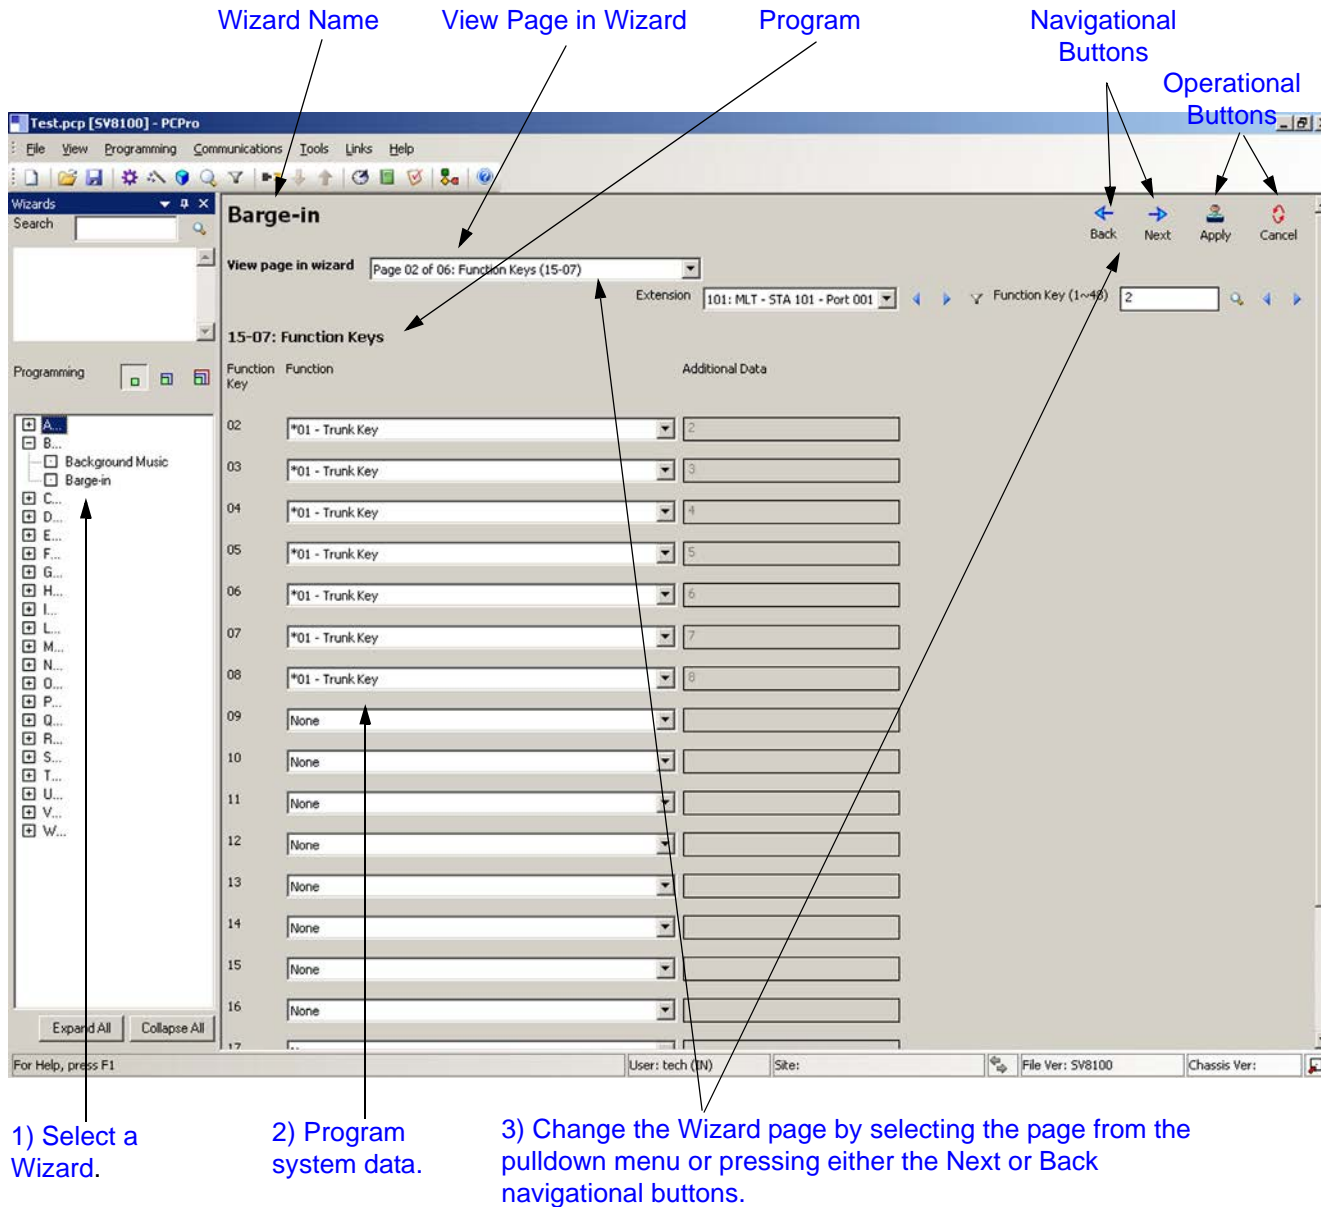 Wizard Name
View Page in Wizard
Program
Navigational
Buttons
Operational
Buttons
Test.pcp [SV8100] - PCPro
File View Programming Communications Tools Links Help
Wizards
Search
Barge-in
Back Next Apply Cancel
View page in wizard Page 02 of 06: Function Keys (15-07)
Extension 101: MLT - STA 101 - Port 001 Function Key (1~48) 2
15-07: Function Keys
Programming
Function Key Function Additional Data
A...
B...
Background Music
Barge-in
C...
D...
E...
F...
G...
H...
I...
L...
M...
N...
O...
P...
Q...
R...
S...
T...
U...
V...
W...
02 *01 - Trunk Key 2
03 *01 - Trunk Key 3
04 *01 - Trunk Key 4
05 *01 - Trunk Key 5
06 *01 - Trunk Key 6
07 *01 - Trunk Key 7
08 *01 - Trunk Key 8
09 None
10 None
11 None
12 None
13 None
14 None
15 None
16 None
17
Expand All Collapse All
For Help, press F1 User: tech (IN) Site: File Ver: SV8100 Chassis Ver:
1) Select a
Wizard.
2) Program
system data.
3) Change the Wizard page by selecting the page from the
pulldown menu or pressing either the Next or Back
navigational buttons.